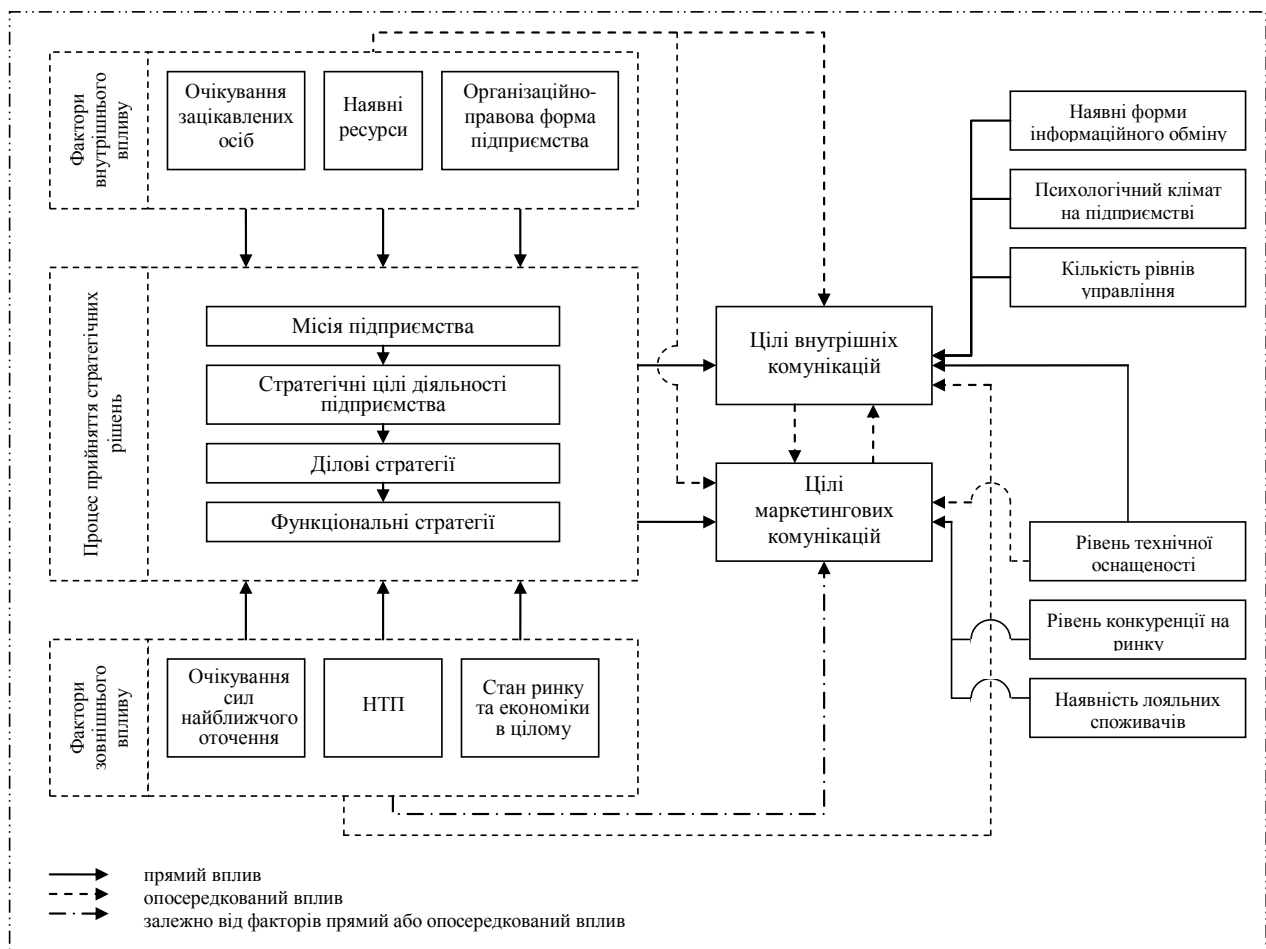 Фактори
внутрішнього
впливу
Очікування
зацікавлених
осіб
Наявні
ресурси
Організаційно-
правова форма
підприємства
Наявні форми
інформаційного обміну
Психологічний клімат
на підприємстві
Кількість рівнів
управління
Процес прийняття стратегічних
рішень
Місія підприємства
Стратегічні цілі діяльності
підприємства
Ділові стратегії
Функціональні стратегії
Цілі внутрішніх
комунікацій
Цілі
маркетингових
комунікацій
Рівень технічної
оснащеності
Рівень конкуренції на
ринку
Наявність лояльних
споживачів
Фактори
зовнішнього
впливу
Очікування
сил
найближчого
оточення
НТП
Стан ринку
та економіки
в цілому
прямий вплив
опосередкований вплив
залежно від факторів прямий або опосередкований вплив